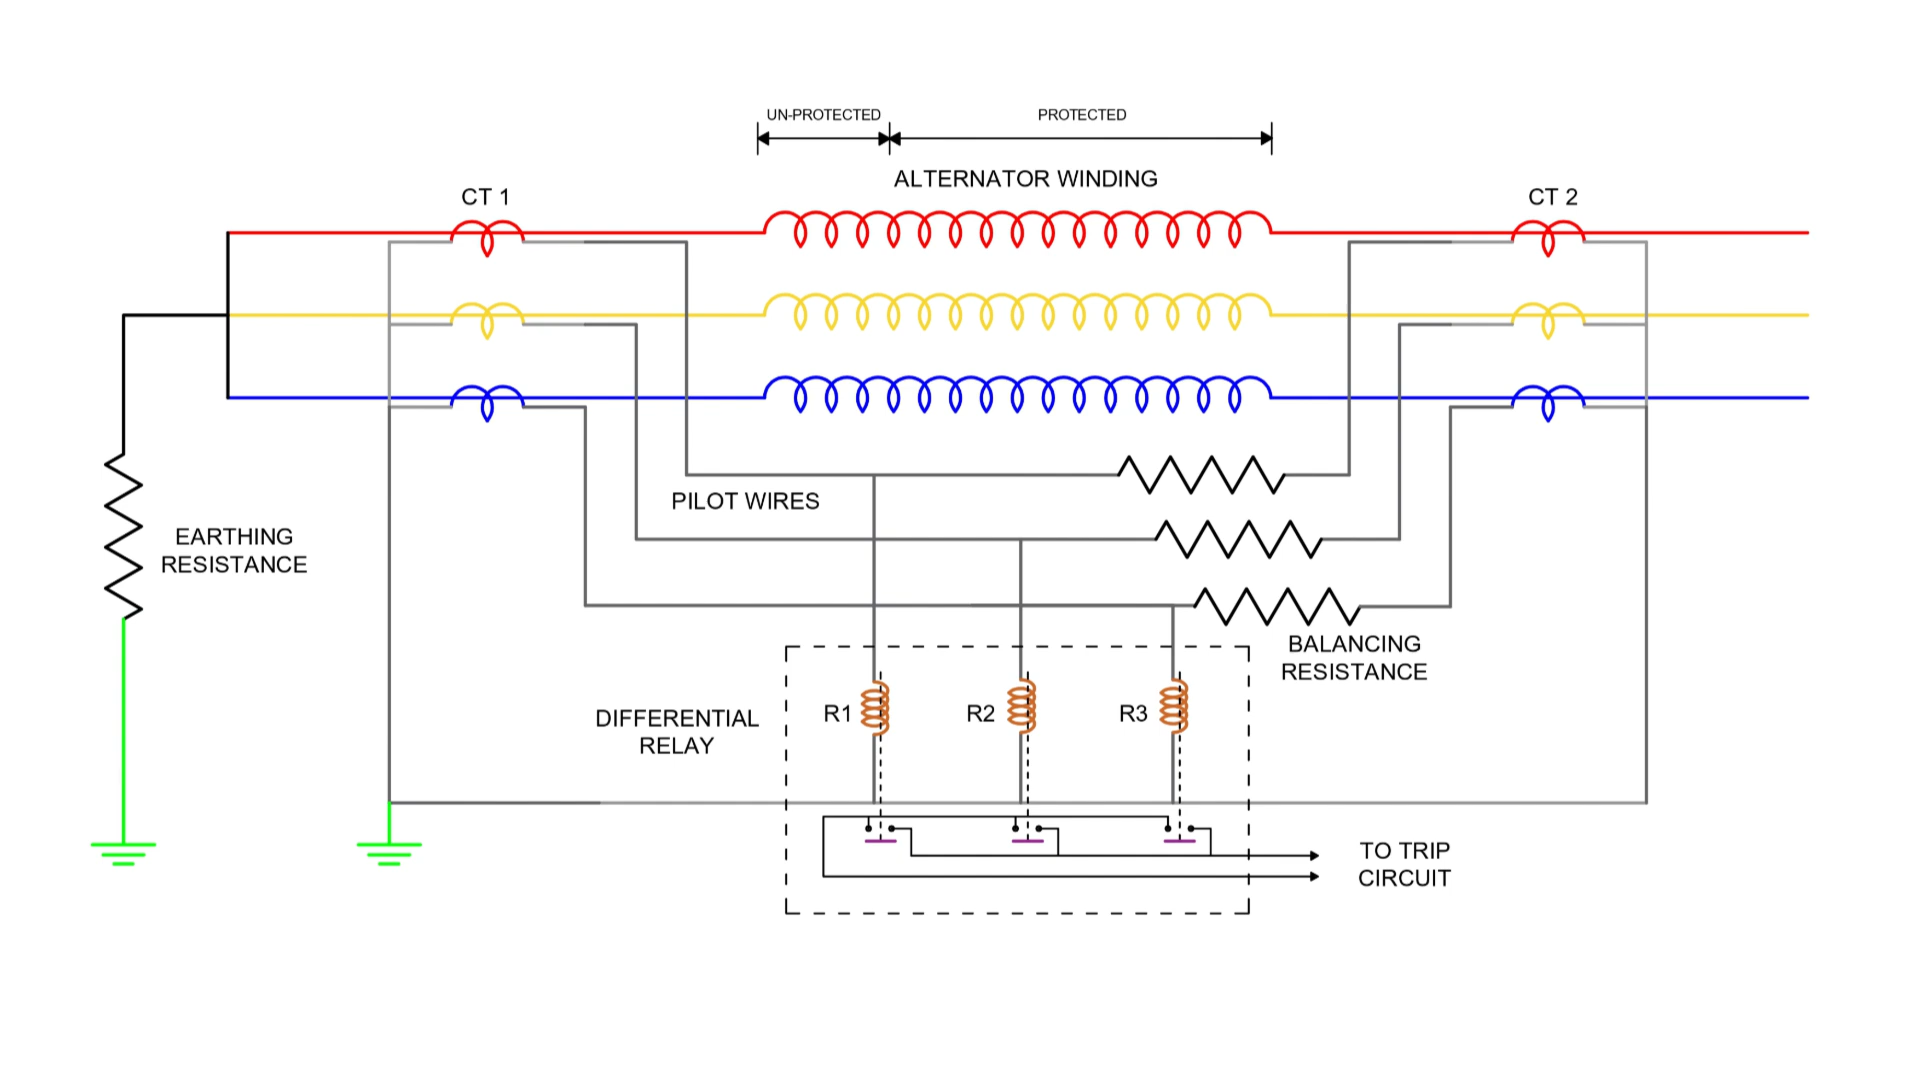 UN-PROTECTED
PROTECTED
ALTERNATOR WINDING
CT 1
CT 2
PILOT WIRES
EARTHING
RESISTANCE
BALANCING
RESISTANCE
DIFFERENTIAL
RELAY
R1
R2
R3
TO TRIP
CIRCUIT